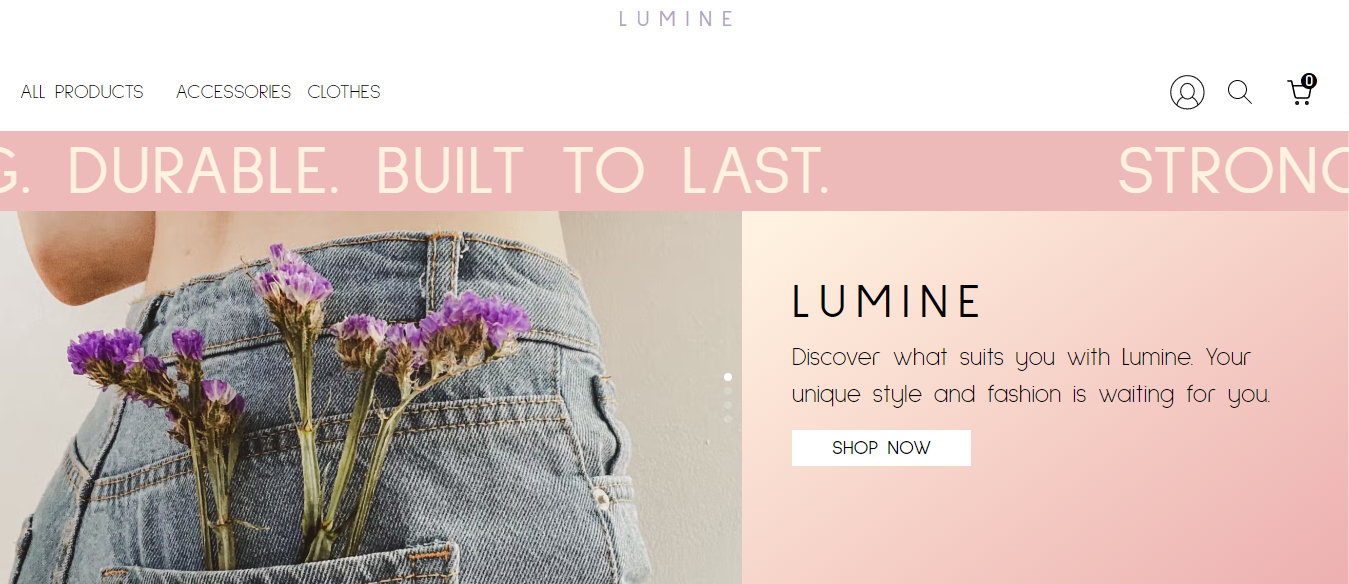 LUMINE
ALL PRODUCTS ACCESSORIES CLOTHES
0
G. DURABLE. BUILT TO LAST. STRONG
LUMINE
Discover what suits you with Lumine. Your
unique style and fashion is waiting for you.
SHOP NOW